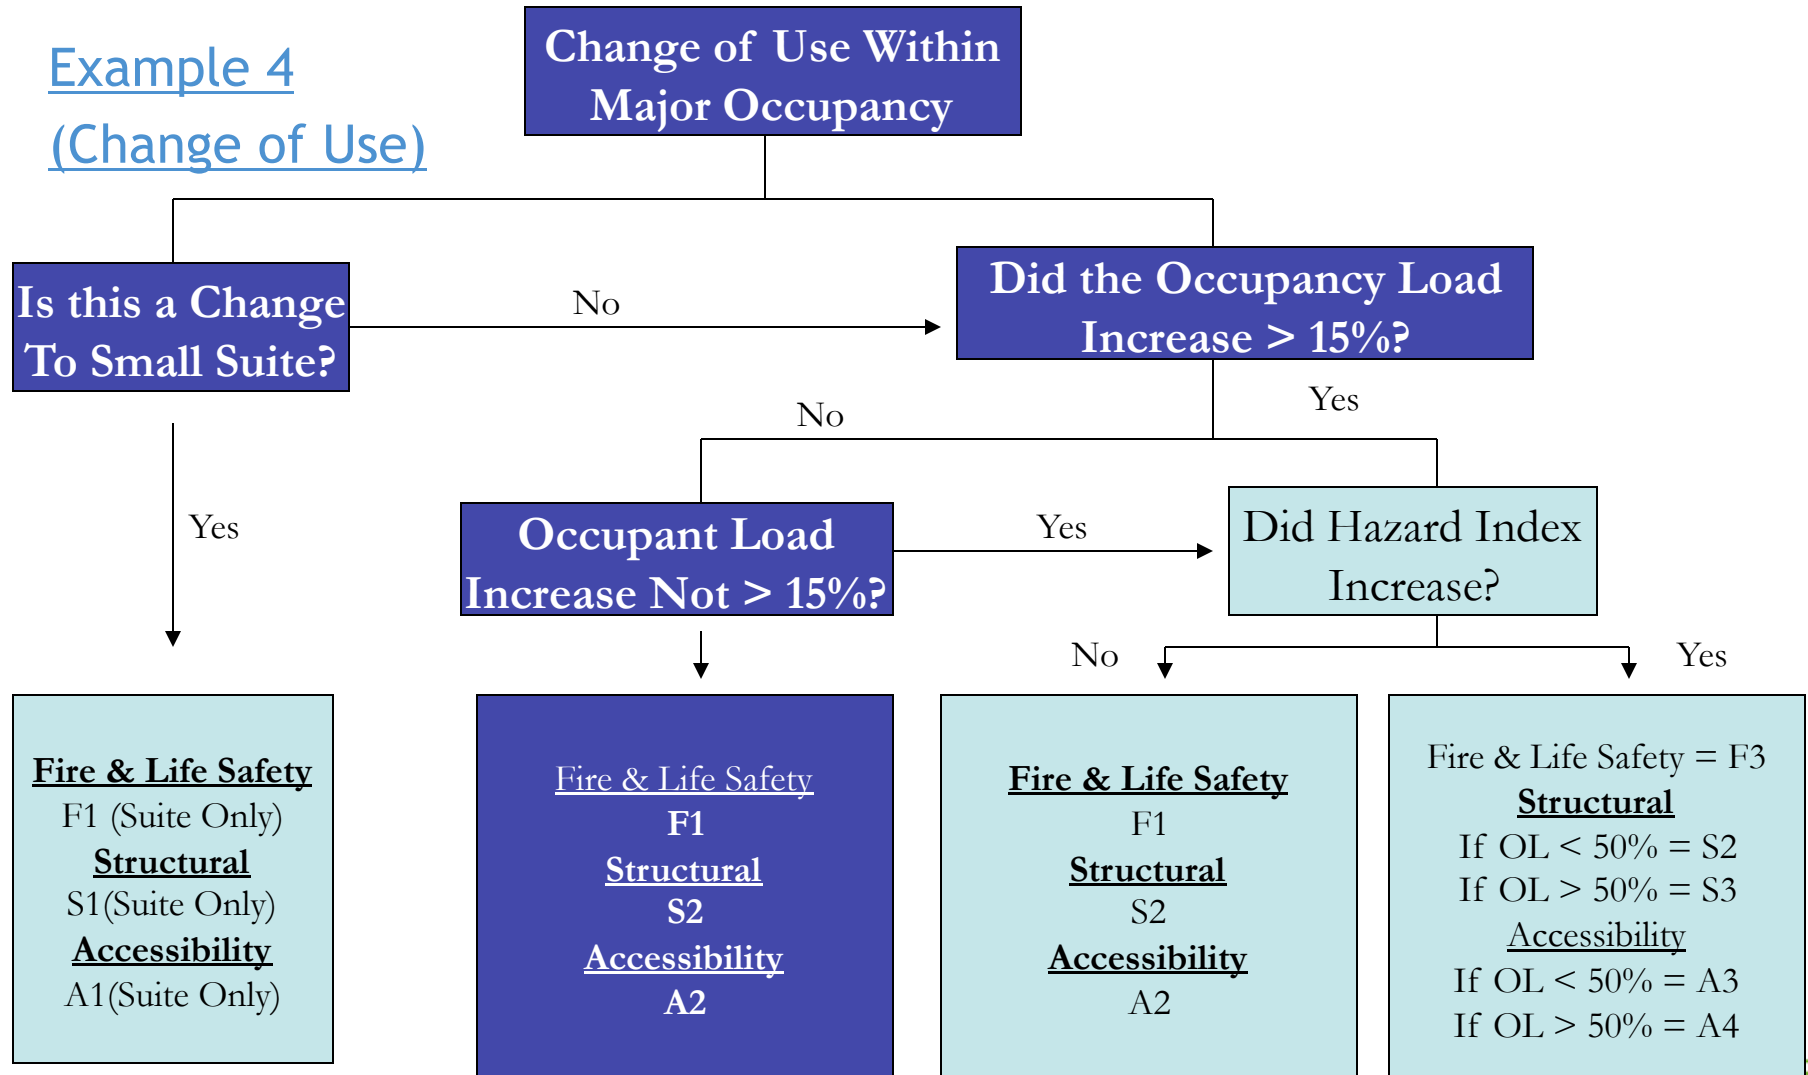 Example 4
(Change of Use)
Change of Use Within
Major Occupancy
Is this a Change
To Small Suite?
No
Did the Occupancy Load
Increase > 15%?
No
Yes
Yes
Occupant Load
Increase Not > 15%?
Yes
Did Hazard Index
Increase?
No
Yes
Fire & Life Safety
F1 (Suite Only)
Structural
S1(Suite Only)
Accessibility
A1(Suite Only)
Fire & Life Safety
F1
Structural
S2
Accessibility
A2
Fire & Life Safety
F1
Structural
S2
Accessibility
A2
Fire & Life Safety = F3
Structural
If OL < 50% = S2
If OL > 50% = S3
Accessibility
If OL < 50% = A3
If OL > 50% = A4